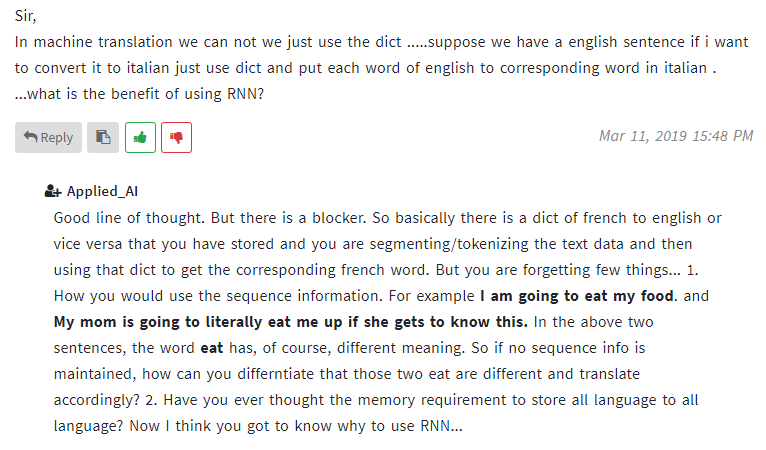 Sir,
In machine translation we can not we just use the dict .....suppose we have a english sentence if i want
to convert it to italian just use dict and put each word of english to corresponding word in italian .
...what is the benefit of using RNN?
Reply
Mar 11, 2019 15:48 PM
Applied_AI
Good line of thought. But there is a blocker. So basically there is a dict of french to english or
vice versa that you have stored and you are segmenting/tokenizing the text data and then
using that dict to get the corresponding french word. But you are forgetting few things... 1.
How you would use the sequence information. For example I am going to eat my food. and
My mom is going to literally eat me up if she gets to know this. In the above two
sentences, the word eat has, of course, different meaning. So if no sequence info is
maintained, how can you differntiate that those two eat are different and translate
accordingly? 2. Have you ever thought the memory requirement to store all language to all
language? Now I think you got to know why to use RNN...